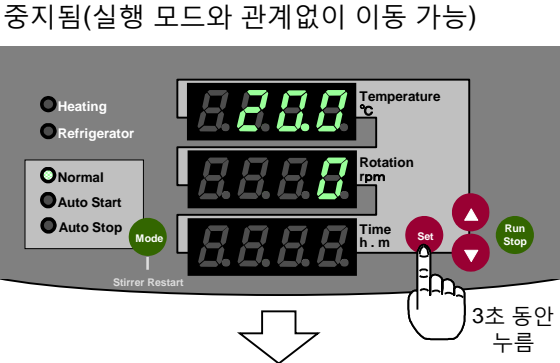 중지됨(실행 모드와 관계없이 이동 가능)
Heating
Refrigerator
Normal
Auto Start
Auto Stop
Mode
Stirrer Restart
20.0
Temperature
℃
0
Rotation
rpm
Time
h . m
Set
Run
Stop
3초 동안
누름